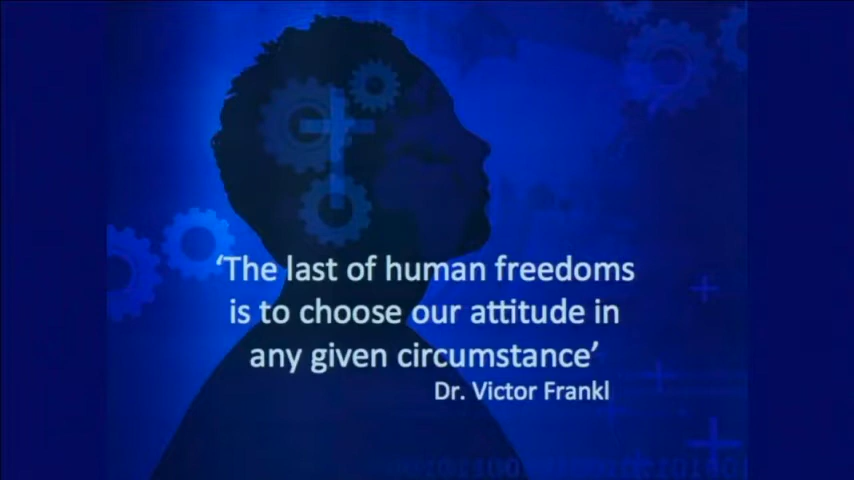 ‘The last of human freedoms
is to choose our attitude in
any given circumstance’
Dr. Victor Frankl